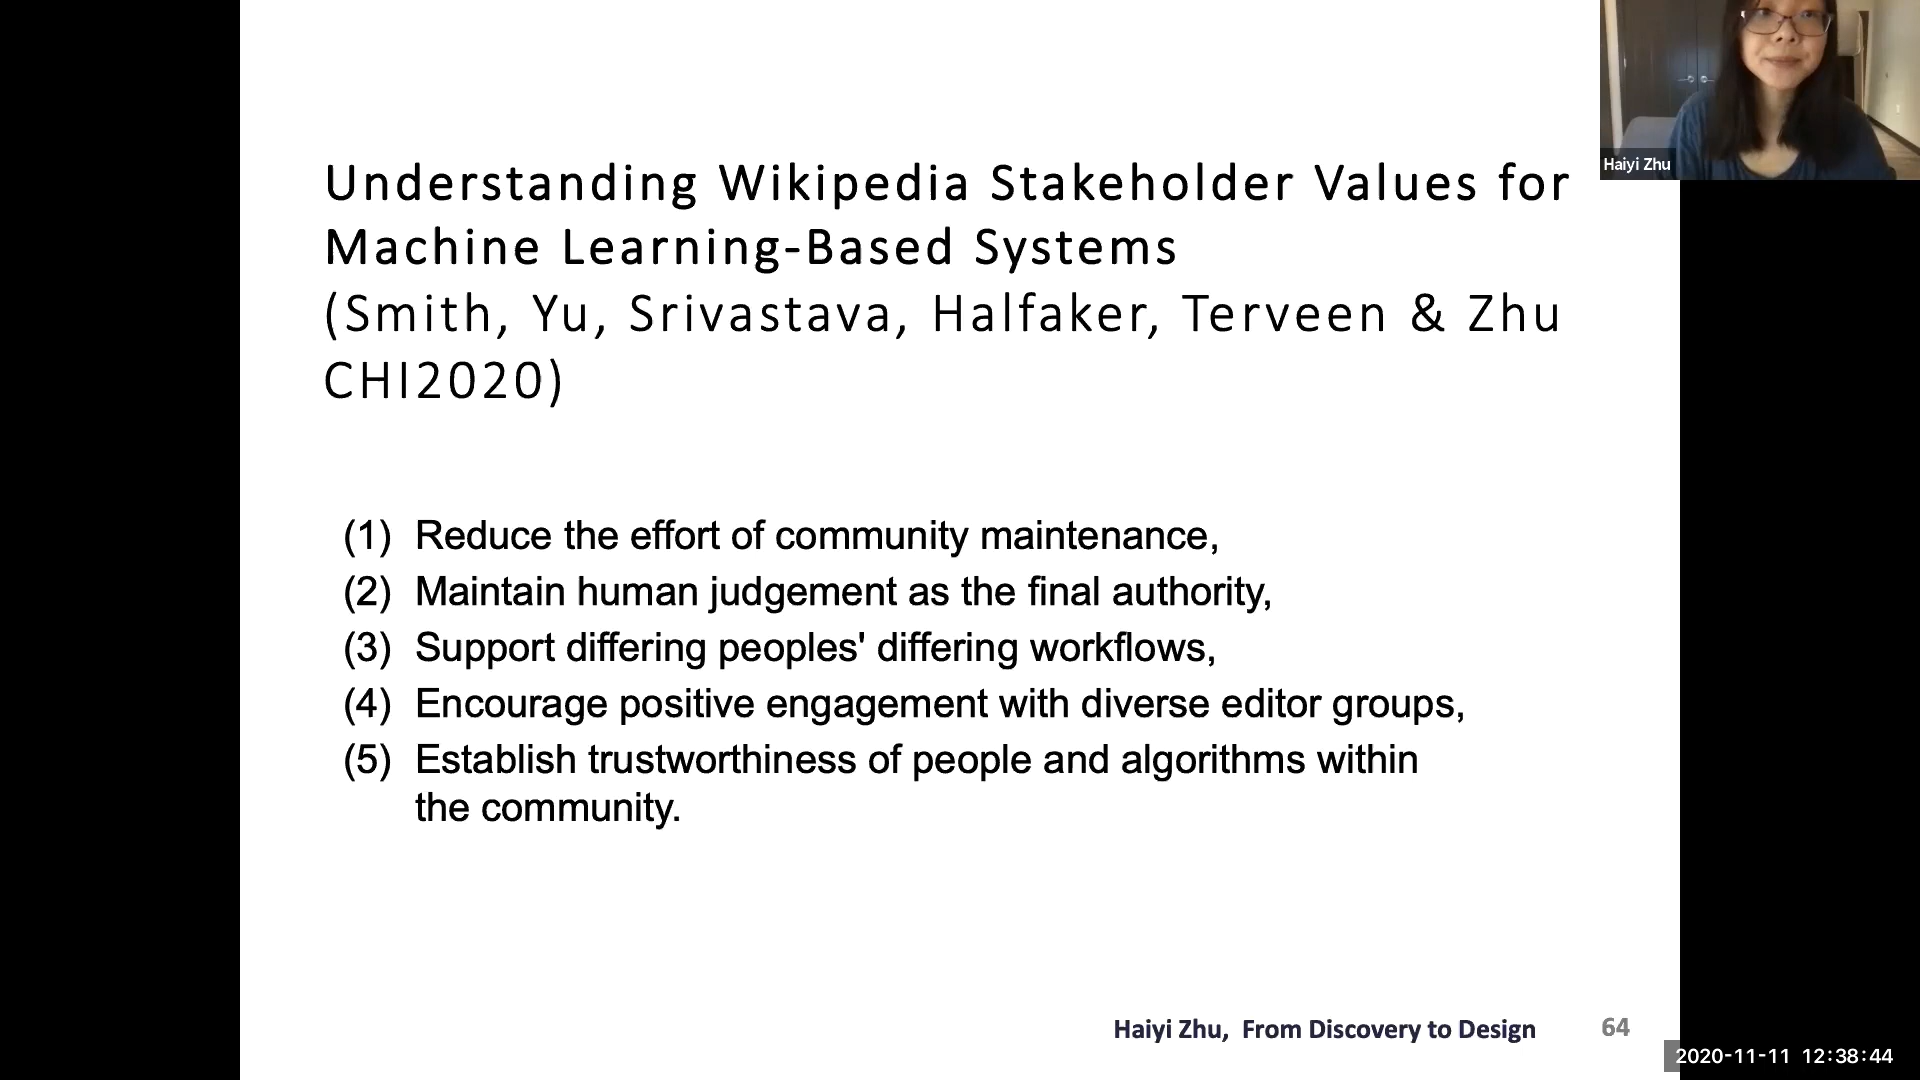 Understanding Wikipedia Stakeholder Values for
Machine Learning-Based Systems
(Smith, Yu, Srivastava, Halfaker, Terveen & Zhu
CHI2020)
Haiyi Zhu
(1) Reduce the effort of community maintenance,
(2) Maintain human judgement as the final authority,
(3) Support differing peoples' differing workflows,
(4) Encourage positive engagement with diverse editor groups,
(5) Establish trustworthiness of people and algorithms within
the community.
Haiyi Zhu, From Discovery to Design 64
2020-11-11 12:38:44